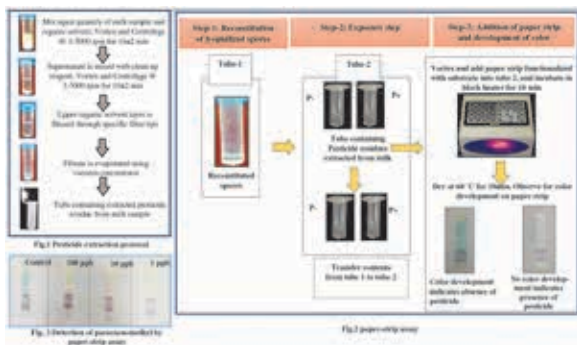 Mix equal quantity of milk sample and
organic solvent, Vortex and Centrifuge
@ 3-5000 rpm for 10±2 min
Supernatant is mixed with clean up
reagent, Vortex and Centrifuge @
3-5000 rpm for 10±2 min
Upper organic solvent layer is
filtered through specific filter tips
Filtrate is evaporated using
vacuum concentrator
Tube containing extracted pesticide
residue from milk sample
Fig.1 Pesticide extraction protocol
Control 100 ppb 10 ppb 1 ppb
Fig. 3 Detection of by
paper-strip assay
Step-1: Reconstitution
of lyophilized spores
Tube-1
Reconstituted
spores
Step-2: Exposure step
Tube-2
P- P+
Tube containing
Pesticide residue
extracted from milk
P- P+
Transfer contents
from tube 1 to tube 2
Step-3: Addition of paper strip
and development of color
Vortex and add paper strip functionalized
with substrate into tube 2, and incubate in
block heater for 10 min
Dry at 60 °C for Observe for color
development on paper strip
Color development
indicates absence of
pesticide
No color develop-
ment indicates
presence of
pesticide
Fig.2 paper-strip assay